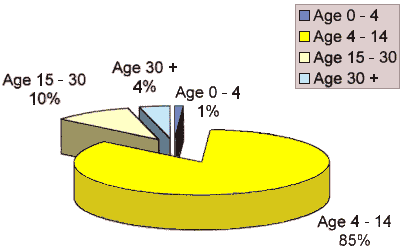 Age 0 - 4
Age 4 - 14
Age 15 - 30
Age 30 +
Age 30 +
4%
Age 15 - 30
10%
Age 0 - 4
1%
Age 4 - 14
85%